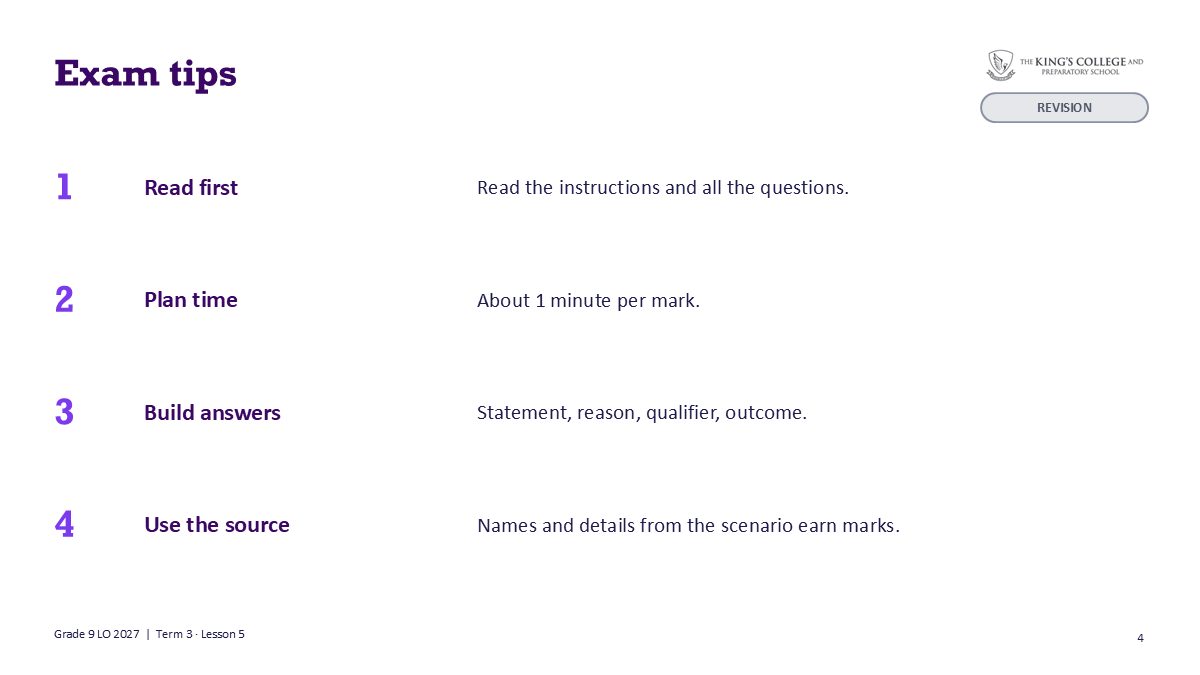 Exam tips
THE KING'S COLLEGE AND
PREPARATORY SCHOOL
REVISION
1 Read first Read the instructions and all the questions.
2 Plan time About 1 minute per mark.
3 Build answers Statement, reason, qualifier, outcome.
4 Use the source Names and details from the scenario earn marks.
Grade 9 LO 2027 | Term 3 · Lesson 5
4